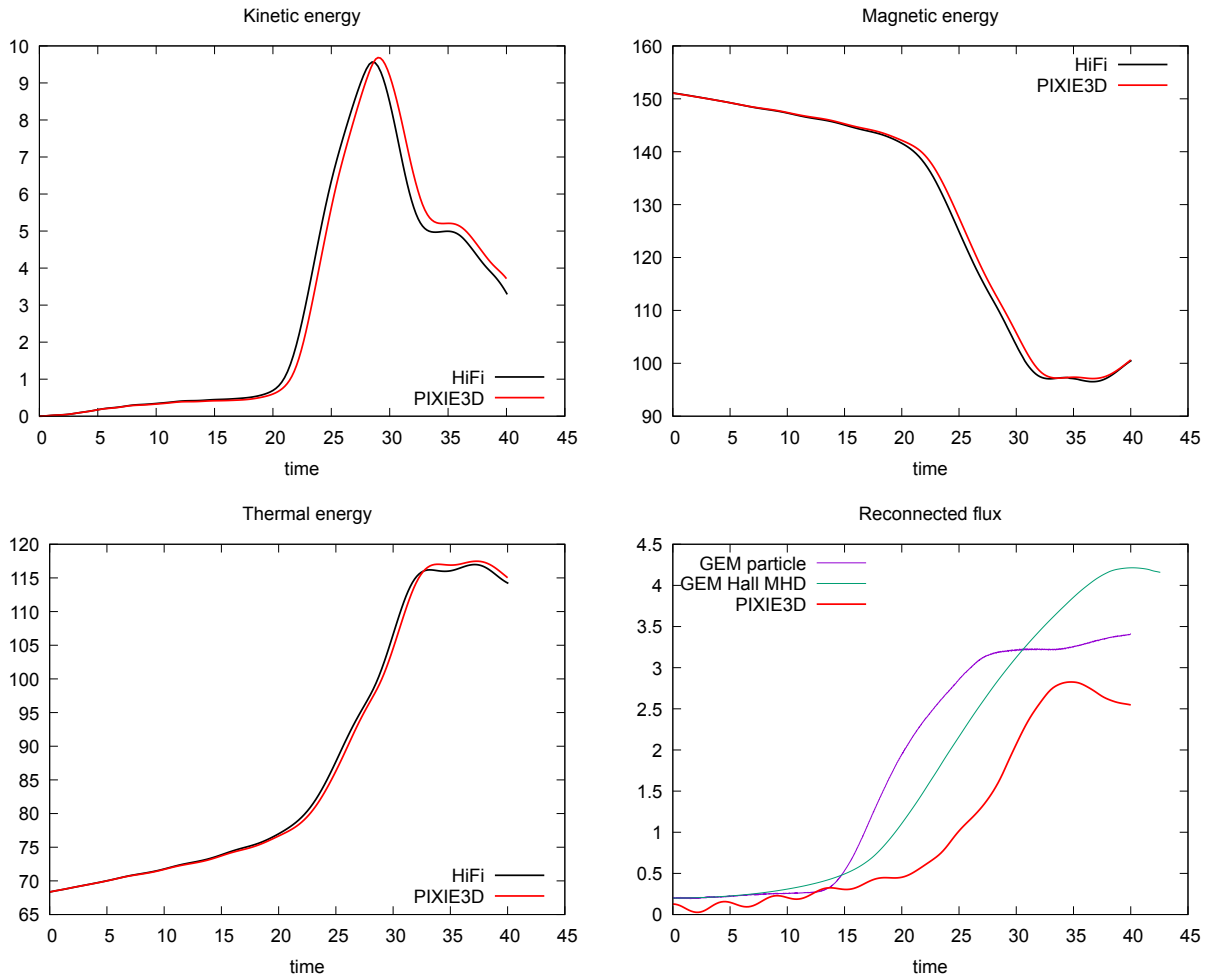 Kinetic energy
10
9
8
7
6
5
4
3
2
1
0
0 5 10 15 20 25 30 35 40 45
time
HiFi
PIXIE3D
Magnetic energy
160
150
140
130
120
110
100
90
0 5 10 15 20 25 30 35 40 45
time
HiFi
PIXIE3D
Thermal energy
120
115
110
105
100
95
90
85
80
75
70
65
0 5 10 15 20 25 30 35 40 45
time
HiFi
PIXIE3D
Reconnected flux
4.5
4
3.5
3
2.5
2
1.5
1
0.5
0
0 5 10 15 20 25 30 35 40 45
time
GEM particle
GEM Hall MHD
PIXIE3D